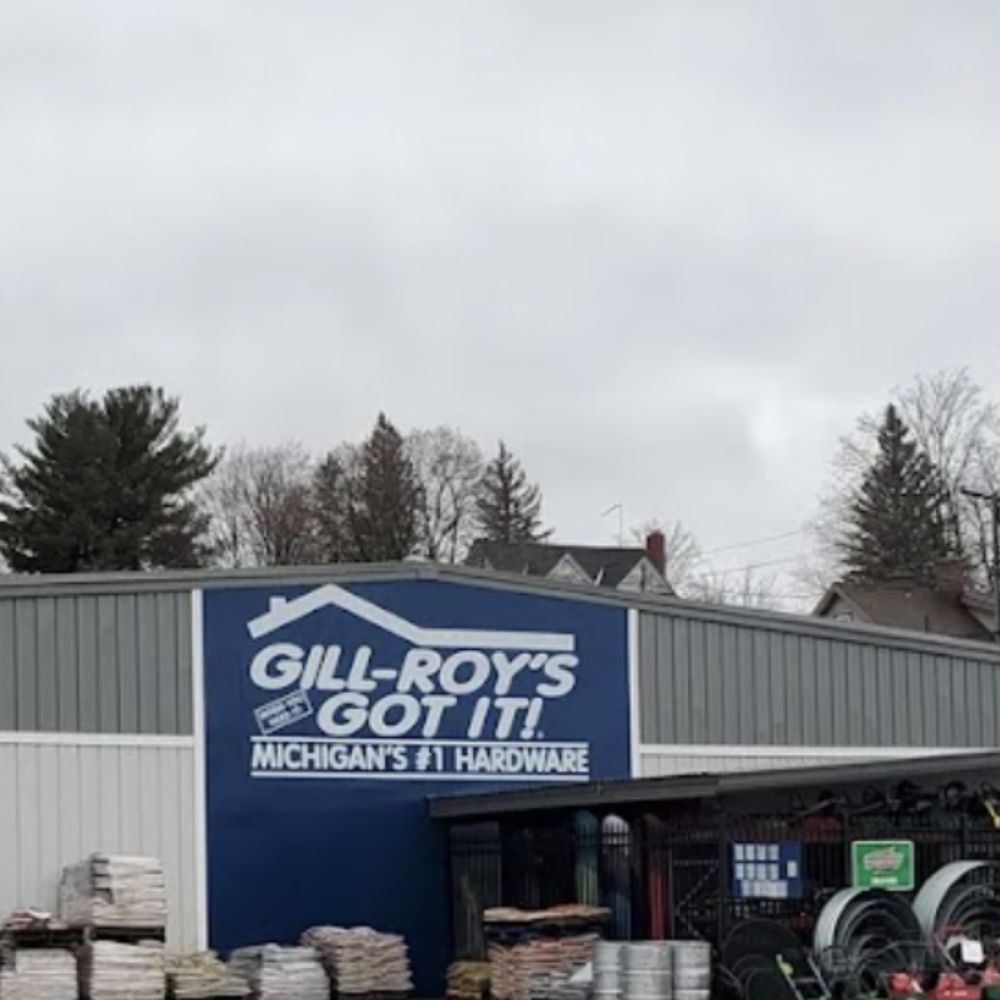 GILL-ROY'S
GOT IT!
MICHIGAN'S #1 HARDWARE